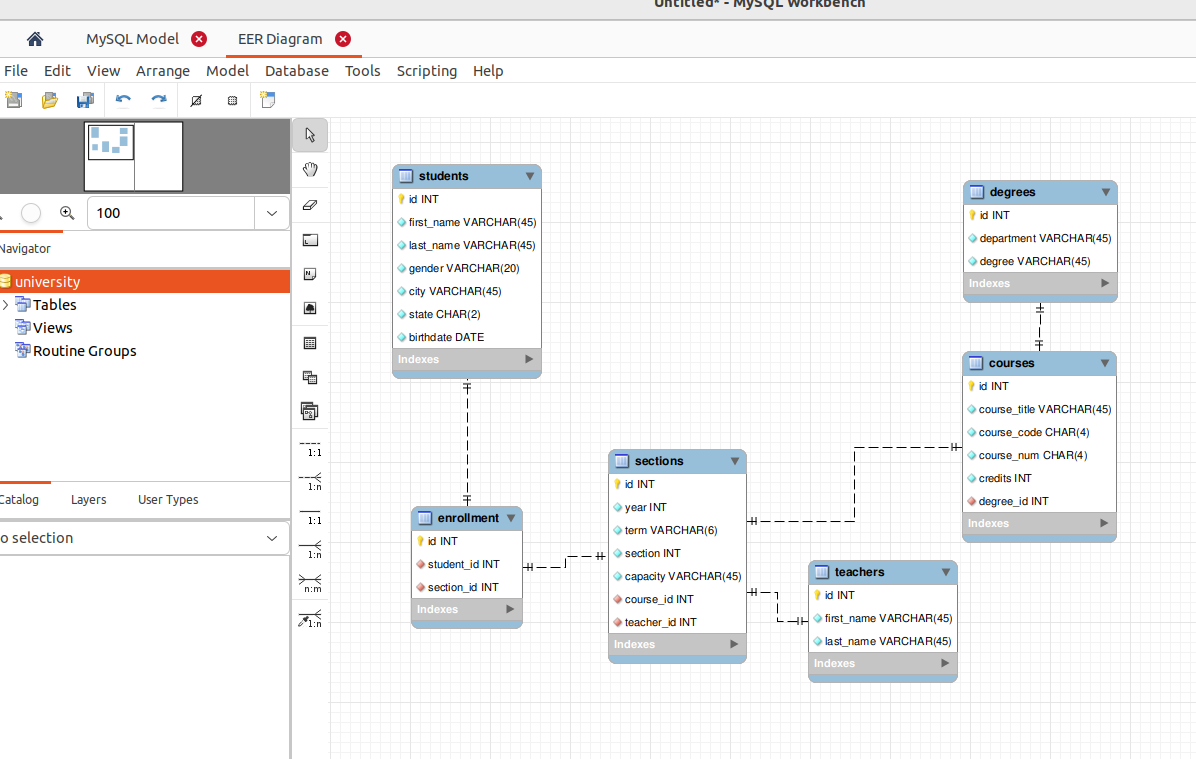 Untitled* - MySQL Workbench
MySQL Model
EER Diagram
File Edit View Arrange Model Database Tools Scripting Help
100
Navigator
university
Tables
Views
Routine Groups
Catalog Layers User Types
o selection
1:1
1:n
1:1
1:n
n:m
1:n
students
id INT
first_name VARCHAR(45)
last_name VARCHAR(45)
gender VARCHAR(20)
city VARCHAR(45)
state CHAR(2)
birthdate DATE
Indexes
enrollment
id INT
student_id INT
section_id INT
Indexes
sections
id INT
year INT
term VARCHAR(6)
section INT
capacity VARCHAR(45)
course_id INT
teacher_id INT
Indexes
degrees
id INT
department VARCHAR(45)
degree VARCHAR(45)
Indexes
courses
id INT
course_title VARCHAR(45)
course_code CHAR(4)
course_num CHAR(4)
credits INT
degree_id INT
Indexes
teachers
id INT
first_name VARCHAR(45)
last_name VARCHAR(45)
Indexes